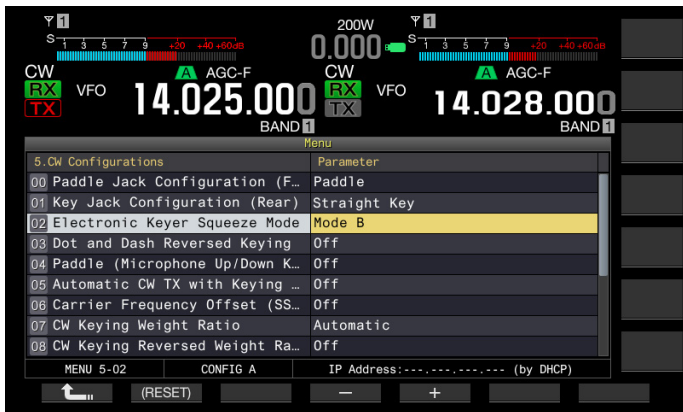 1 200W 1
S 1 3 5 7 9 +20 +40 +60dB 0.000 S 1 3 5 7 9 +20 +40 +60dB
CW A AGC-F CW A AGC-F
RX VFO 14.025.000 RX VFO 14.028.000
TX TX
BAND 1 BAND 1
Menu
5.CW Configurations Parameter
00 Paddle Jack Configuration (F… Paddle
01 Key Jack Configuration (Rear) Straight Key
02 Electronic Keyer Squeeze Mode Mode B
03 Dot and Dash Reversed Keying Off
04 Paddle (Microphone Up/Down K… Off
05 Automatic CW TX with Keying … Off
06 Carrier Frequency Offset (SS… Off
07 CW Keying Weight Ratio Automatic
08 CW Keying Reversed Weight Ra… Off
MENU 5-02 CONFIG A IP Address:---.---.---.--- (by DHCP)
(RESET) − +